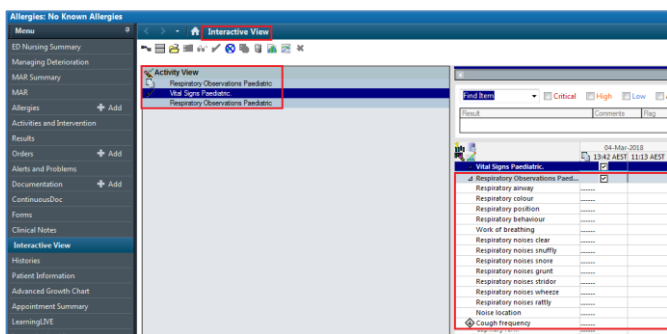 Allergies: No Known Allergies
Menu
Interactive View
ED Nursing Summary
Managing Deterioration
MAR Summary
MAR
Allergies + Add
Activities and Intervention
Results
Orders + Add
Alerts and Problems
Documentation + Add
ContinuousDoc
Forms
Clinical Notes
Interactive View
Histories
Patient Information
Advanced Growth Chart
Appointment Summary
LearningLIVE
Activity View
Respiratory Observations Paediatric
Vital Signs Paediatric.
Respiratory Observations Paediatric
Find Item Critical High Low
Result Comments Flag
04-Mar-2018
13:42 AEST 11:13 AEST
Vital Signs Paediatric.
Respiratory Observations Paed...
Respiratory airway
Respiratory colour
Respiratory position
Respiratory behaviour
Work of breathing
Respiratory noises clear
Respiratory noises snuffly
Respiratory noises snore
Respiratory noises grunt
Respiratory noises stridor
Respiratory noises wheeze
Respiratory noises rattly
Noise location
Cough frequency